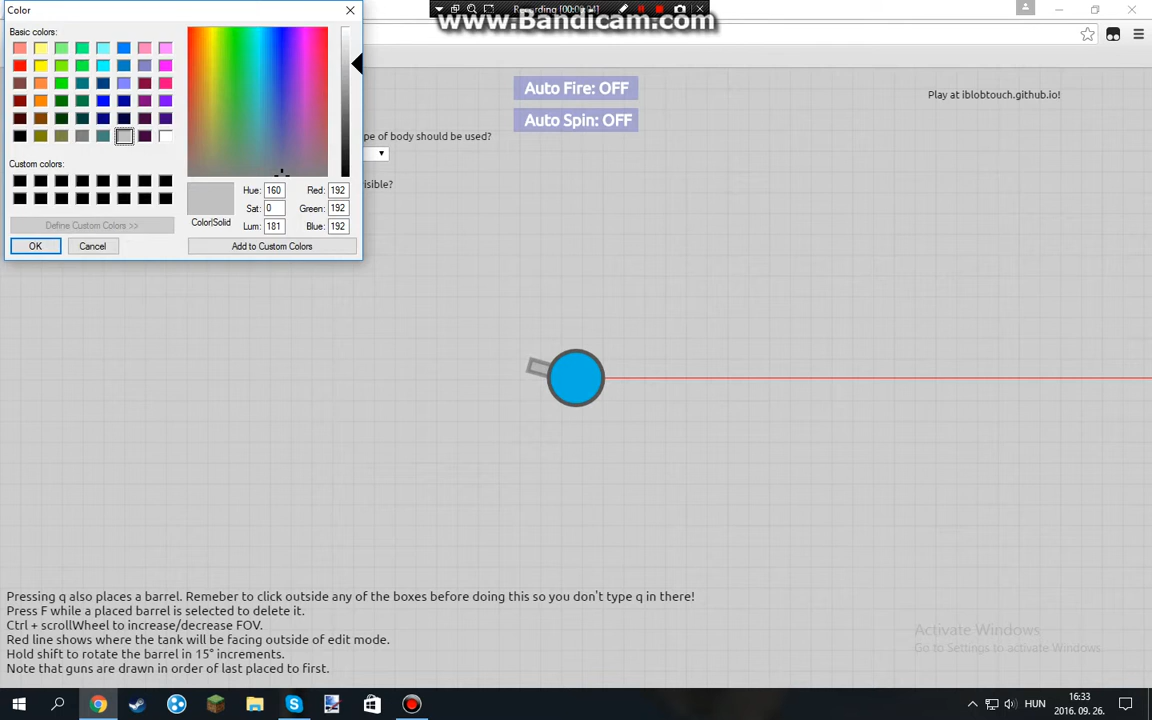 Color
Basic colors:
Custom colors:
Define Custom Colors >>
OK
Cancel
Color|Solid
Hue: 160
Sat: 0
Lum: 181
Red: 192
Green: 192
Blue: 192
Add to Custom Colors
www.Bandicam.com
Auto Fire: OFF
Auto Spin: OFF
Play at iblobtouch.github.io!
pe of body should be used?
isible?
Pressing q also places a barrel. Remeber to click outside any of the boxes before doing this so you don't type q in there!
Press F while a placed barrel is selected to delete it.
Ctrl + scrollWheel to increase/decrease FOV.
Red line shows where the tank will be facing outside of edit mode.
Hold shift to rotate the barrel in 15° increments.
Note that guns are drawn in order of last placed to first.
Activate Windows
Go to Settings to activate Windows.
HUN
16:33
2016. 09. 26.